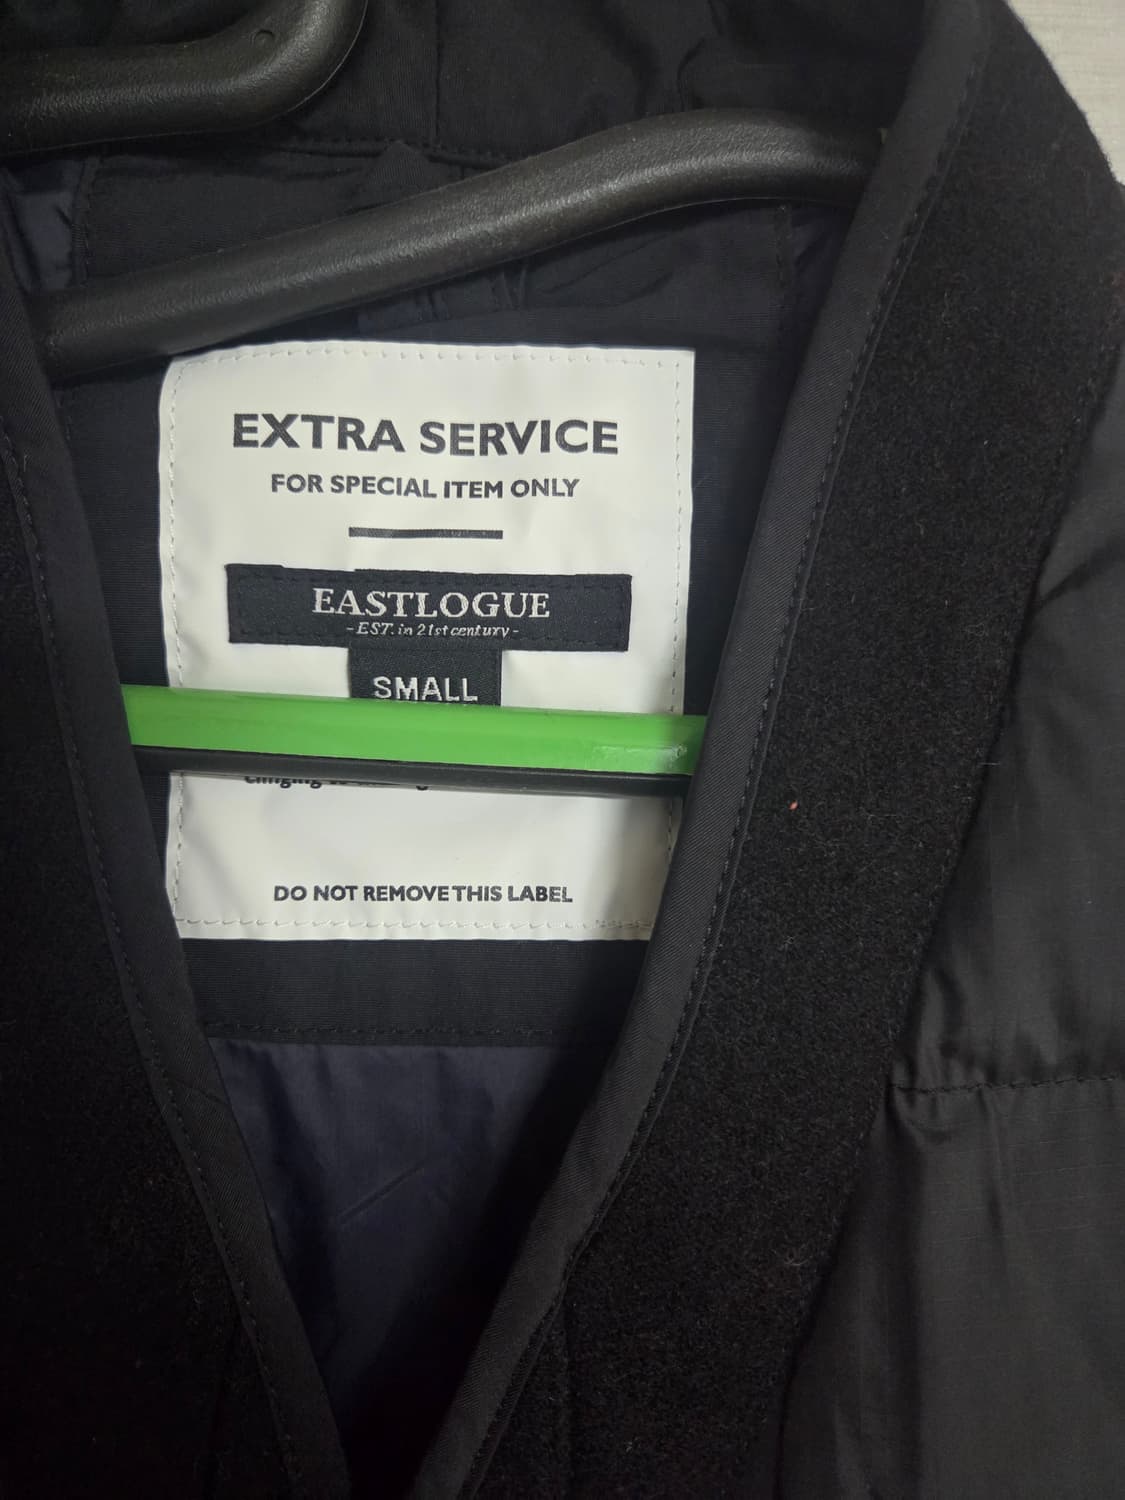 EXTRA SERVICE
FOR SPECIAL ITEM ONLY
EASTLOGUE
-EST. in 21st century-
SMALL
DO NOT REMOVE THIS LABEL